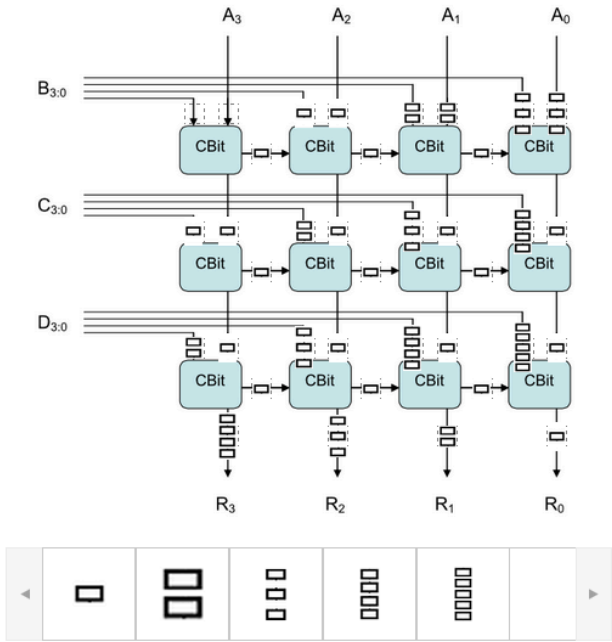 A₃ A₂ A₁ A₀
B₃:₀
CBit CBit CBit CBit
C₃:₀
CBit CBit CBit CBit
D₃:₀
CBit CBit CBit CBit
R₃ R₂ R₁ R₀